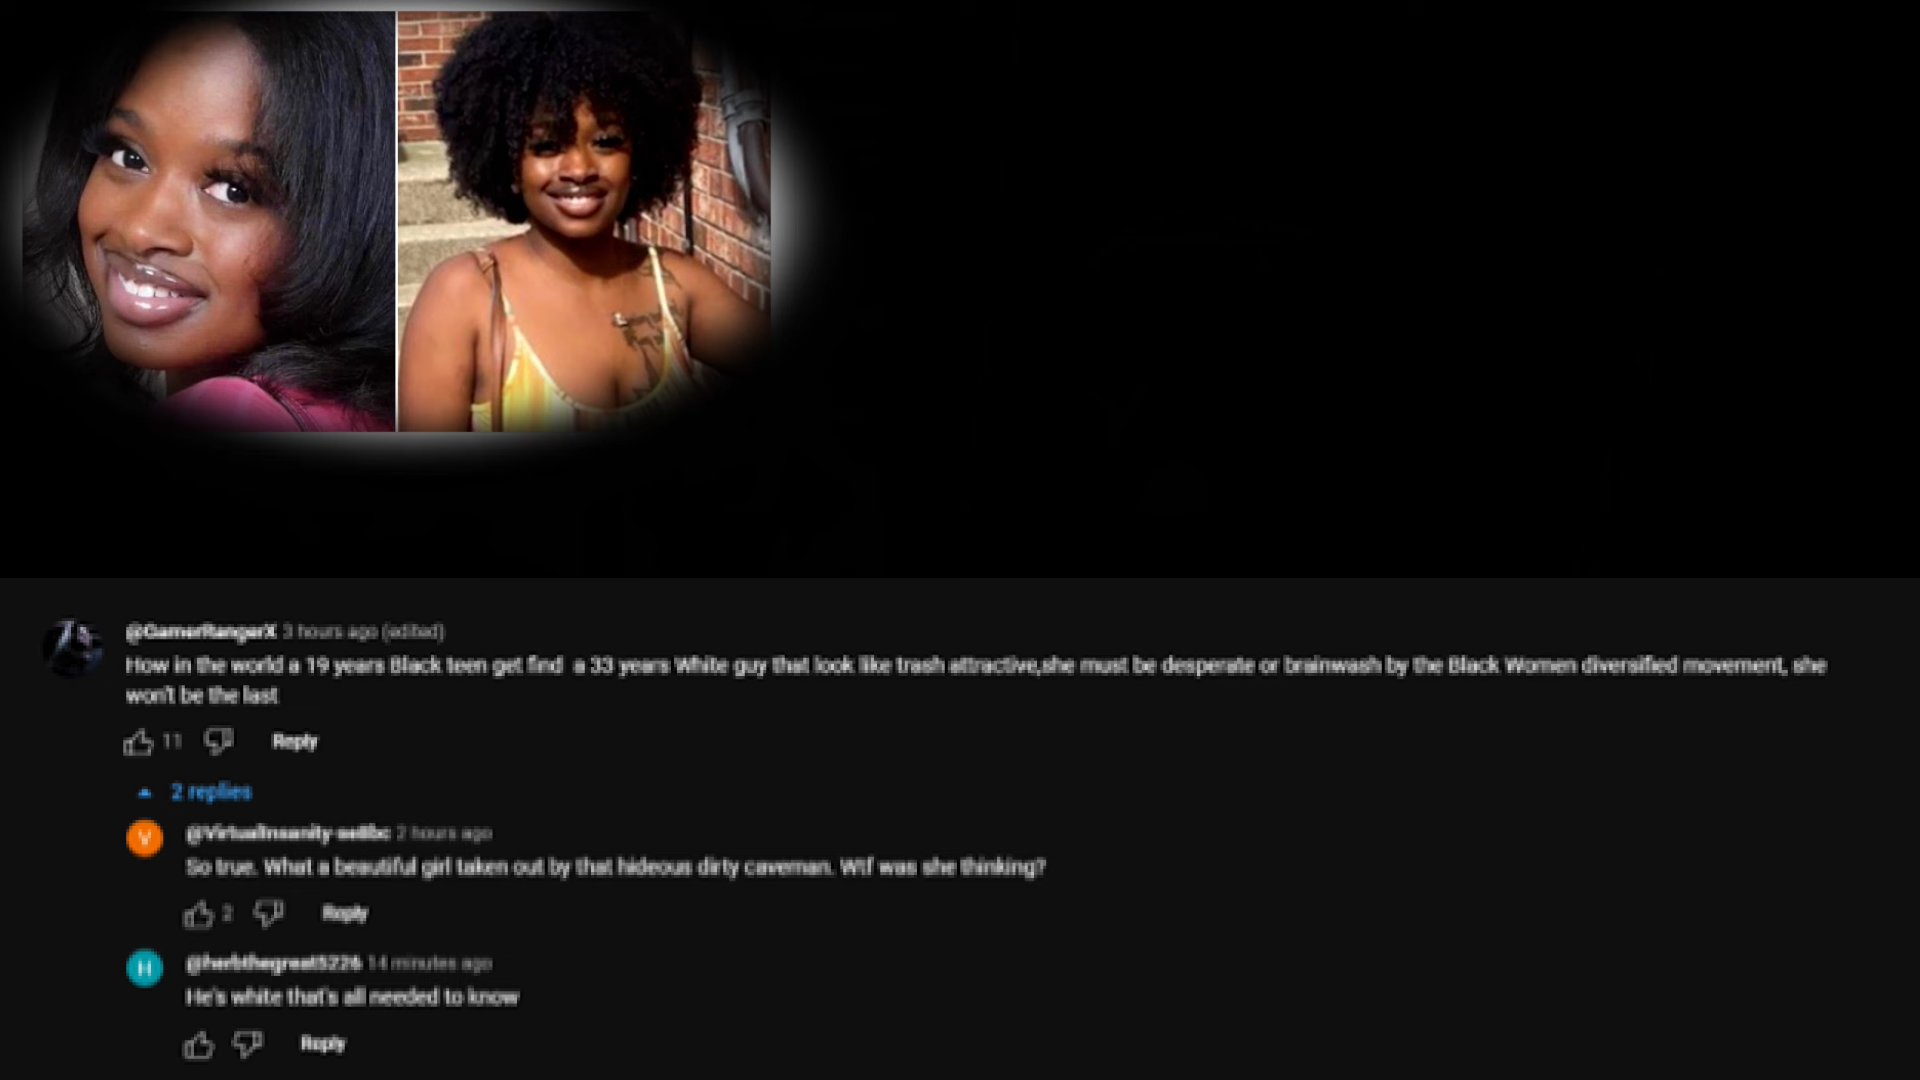 @GamerRangerX 3 hours ago (edited)
How in the world a 19 years Black teen get find a 33 years White guy that look like trash attractive,she must be desperate or brainwash by the Black Women diversified movement, she
won't be the last
11 Reply
2 replies
V
@VirtualInsanity- 2 hours ago
So true. What a beautiful girl taken out by that hideous dirty caveman. Wtf was she thinking?
2 Reply
H
@herbthegreat5226 14 minutes ago
He's white that's all needed to know
Reply